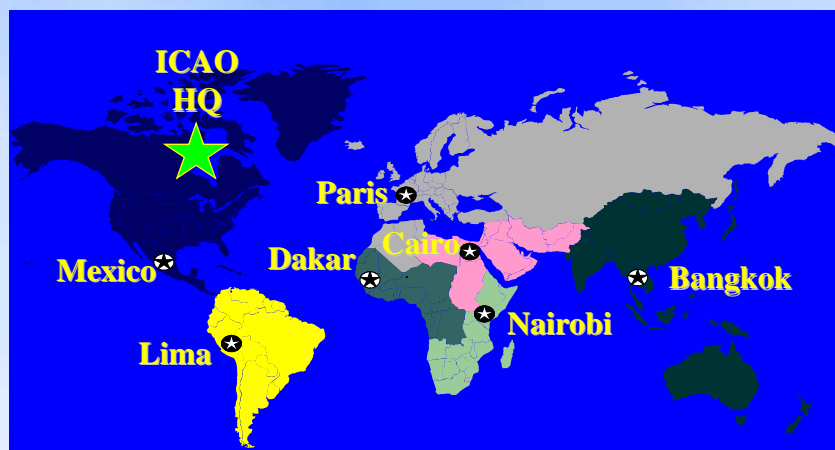 ICAO
HQ
Paris
Cairo
Dakar
Mexico
Bangkok
Nairobi
Lima